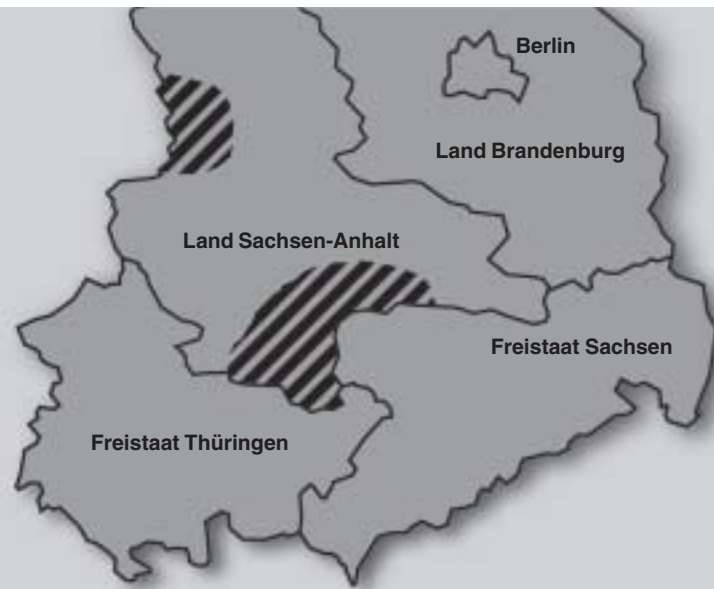 Berlin
Land Brandenburg
Land Sachsen-Anhalt
Freistaat Sachsen
Freistaat Thüringen